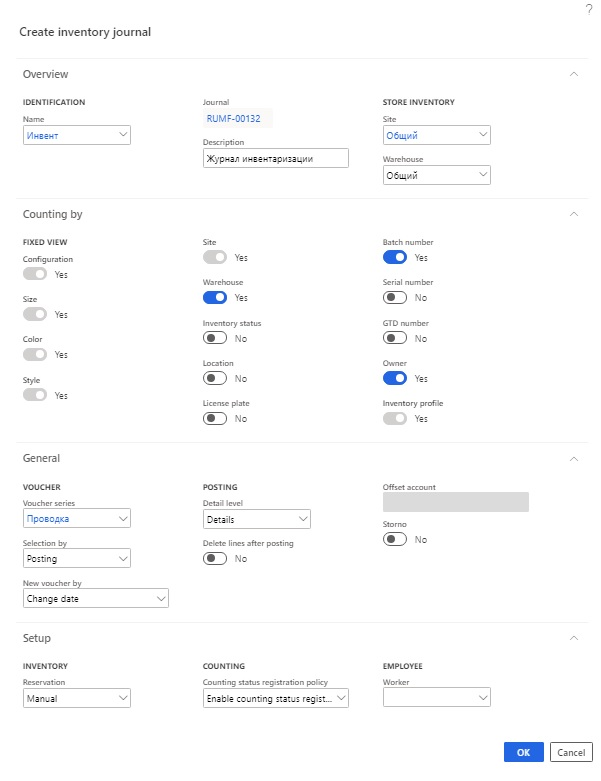 ?
Create inventory journal
Overview
IDENTIFICATION
Name
Инвент
Journal
RUMF-00132
Description
Журнал инвентаризации
STORE INVENTORY
Site
Общий
Warehouse
Общий
Counting by
FIXED VIEW
Configuration
Yes
Size
Yes
Color
Yes
Style
Yes
Site
Yes
Warehouse
Yes
Inventory status
No
Location
No
License plate
No
Batch number
Yes
Serial number
No
GTD number
No
Owner
Yes
Inventory profile
Yes
General
VOUCHER
Voucher series
Проводка
Selection by
Posting
New voucher by
Change date
POSTING
Detail level
Details
Delete lines after posting
No
Offset account
Storno
No
Setup
INVENTORY
Reservation
Manual
COUNTING
Counting status registration policy
Enable counting status regist...
EMPLOYEE
Worker
OK
Cancel